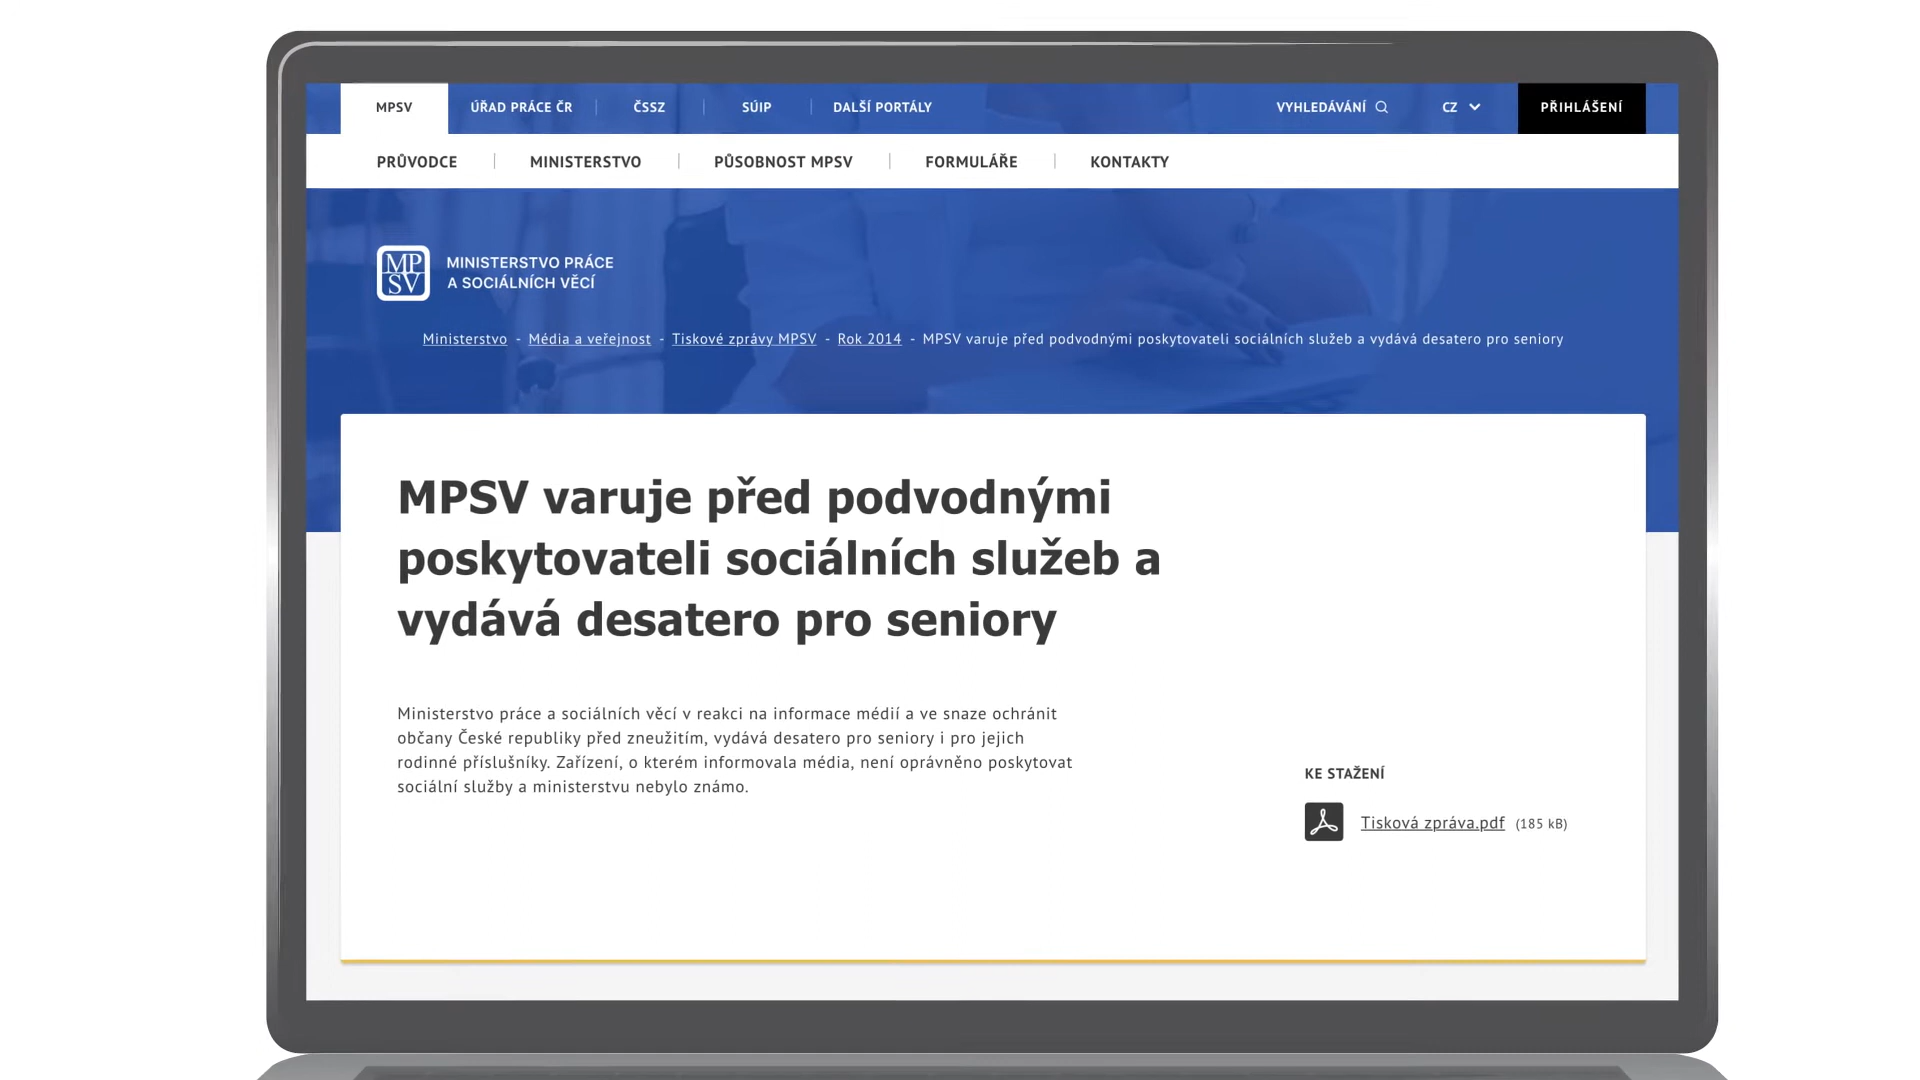 MPSV
ÚŘAD PRÁCE ČR
ČSSZ
SÚIP
DALŠÍ PORTÁLY
VYHLEDÁVÁNÍ
CZ
PŘIHLÁŠENÍ
PRŮVODCE
MINISTERSTVO
PŮSOBNOST MPSV
FORMULÁŘE
KONTAKTY
MP
SV
MINISTERSTVO PRÁCE
A SOCIÁLNÍCH VĚCÍ
Ministerstvo - Média a veřejnost - Tiskové zprávy MPSV - Rok 2014 - MPSV varuje před podvodnými poskytovateli sociálních služeb a vydává desatero pro seniory
MPSV varuje před podvodnými
poskytovateli sociálních služeb a
vydává desatero pro seniory
Ministerstvo práce a sociálních věcí v reakci na informace médií a ve snaze ochránit
občany České republiky před zneužitím, vydává desatero pro seniory i pro jejich
rodinné příslušníky. Zařízení, o kterém informovala média, není oprávněno poskytovat
sociální služby a ministerstvu nebylo známo.
KE STAŽENÍ
Tisková zpráva.pdf (185 kB)